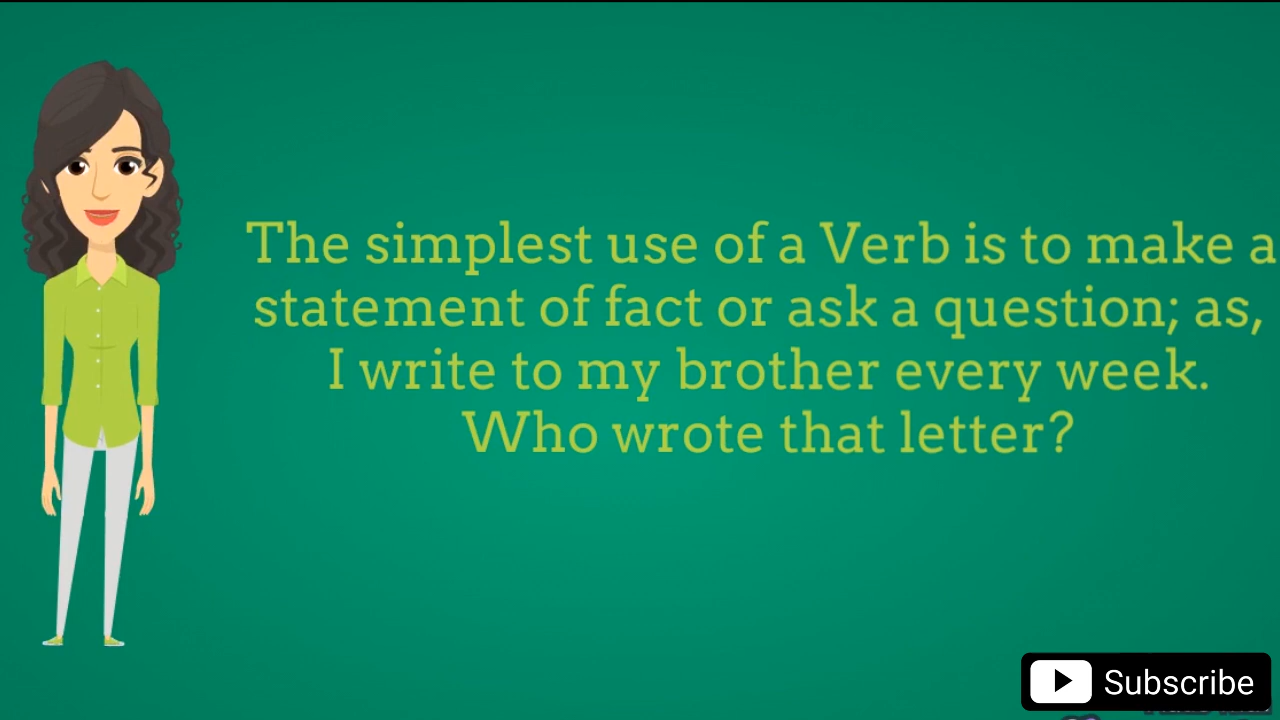 The simplest use of a Verb is to make a
statement of fact or ask a question; as,
I write to my brother every week.
Who wrote that letter?
Subscribe